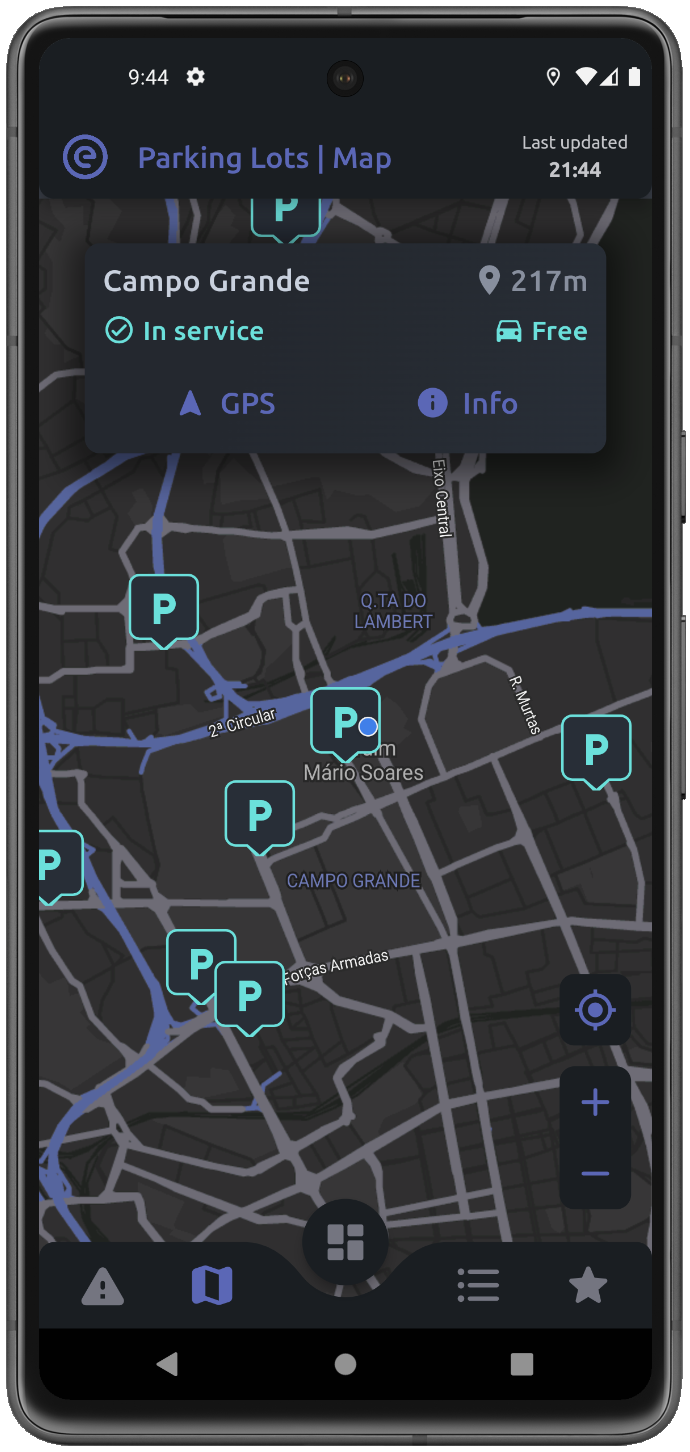 9:44
Parking Lots | Map
Last updated
21:44
P
Campo Grande
217m
In service
Free
GPS
Info
Eixo Central
Q.TA DO
LAMBERT
P
R. Murtas
2ª Circular
P
P
Mário Soares
P
P
CAMPO GRANDE
P
P
Forças Armadas